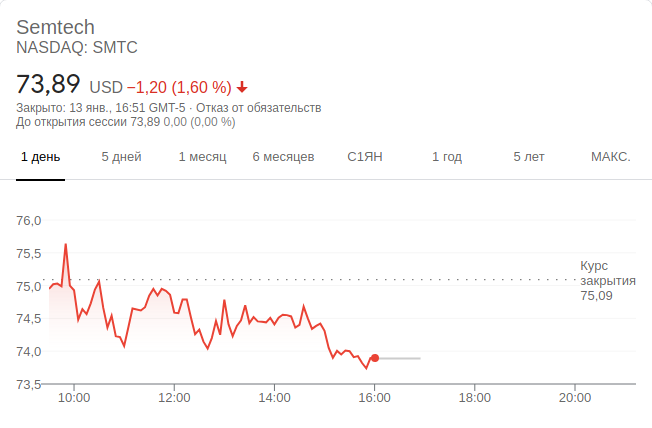 Semtech
NASDAQ: SMTC
73,89 USD −1,20 (1,60 %)
Закрыто: 13 янв., 16:51 GMT-5 · Отказ от обязательств
До открытия сессии 73,89 0,00 (0,00 %)
1 день 5 дней 1 месяц 6 месяцев С1ЯН 1 год 5 лет МАКС.
76,0
75,5
Курс
закрытия
75,09
75,0
74,5
74,0
73,5
10:00 12:00 14:00 16:00 18:00 20:00